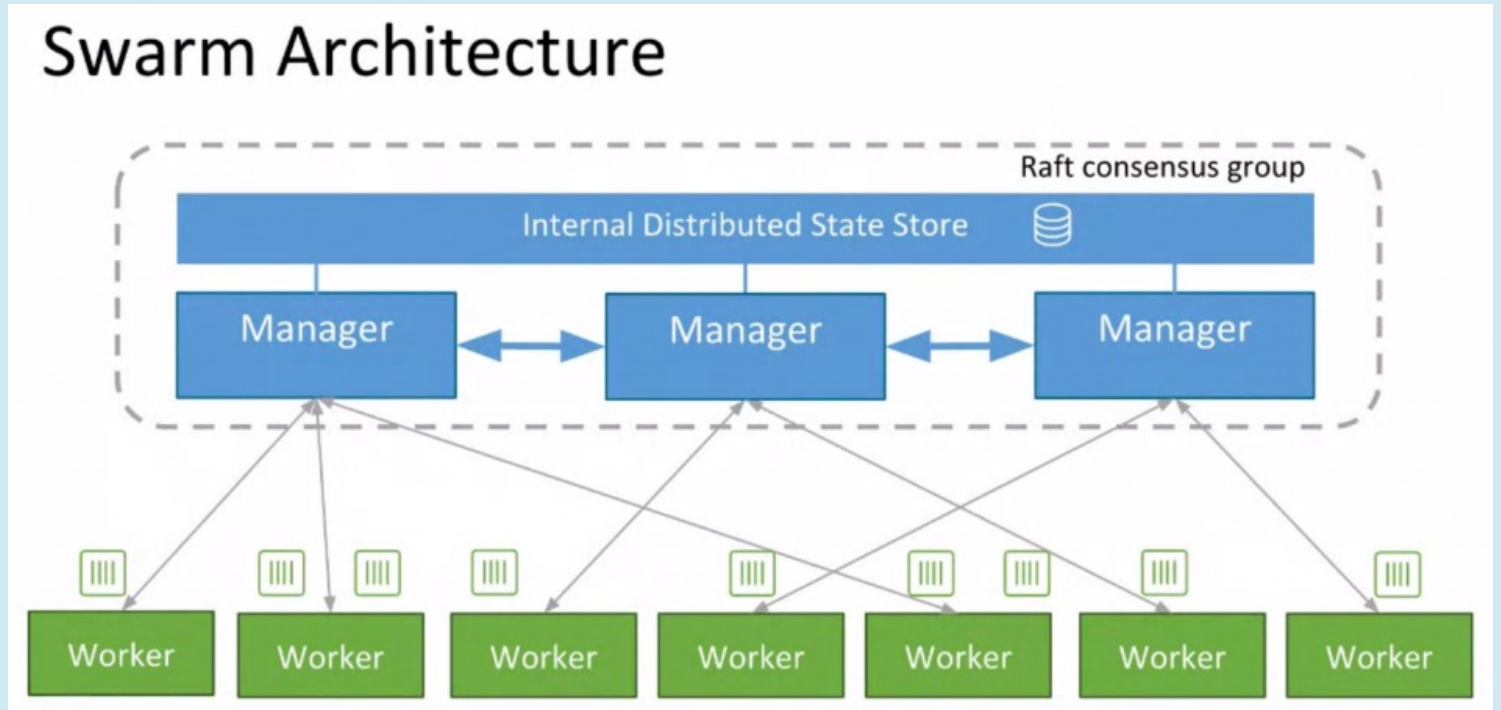 Swarm Architecture
Raft consensus group
Internal Distributed State Store
Manager
Manager
Manager
Worker
Worker
Worker
Worker
Worker
Worker
Worker